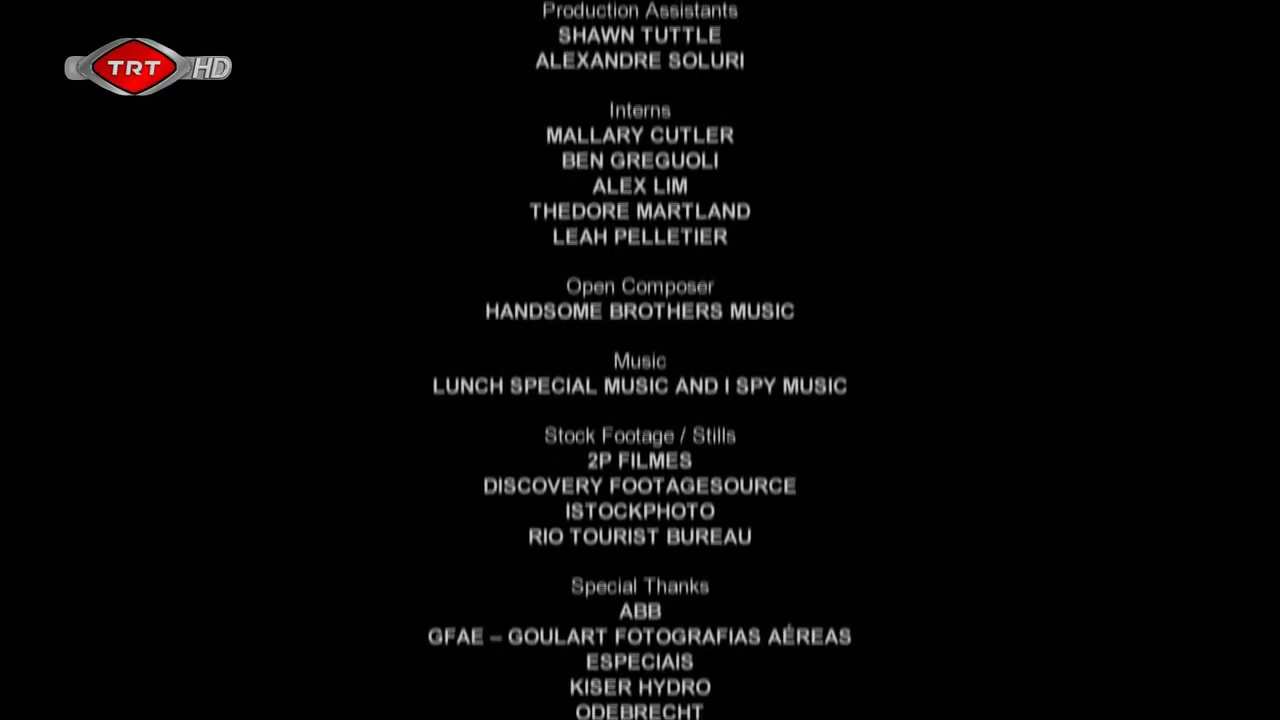 TRT HD
Production Assistants
SHAWN TUTTLE
ALEXANDRE SOLURI
Interns
MALLARY CUTLER
BEN GREGUOLI
ALEX LIM
THEDORE MARTLAND
LEAH PELLETIER
Open Composer
HANDSOME BROTHERS MUSIC
Music
LUNCH SPECIAL MUSIC AND I SPY MUSIC
Stock Footage / Stills
2P FILMES
DISCOVERY FOOTAGESOURCE
ISTOCKPHOTO
RIO TOURIST BUREAU
Special Thanks
ABB
GFAE – GOULART FOTOGRAFIAS AÉREAS
ESPECIAIS
KISER HYDRO
ODEBRECHT